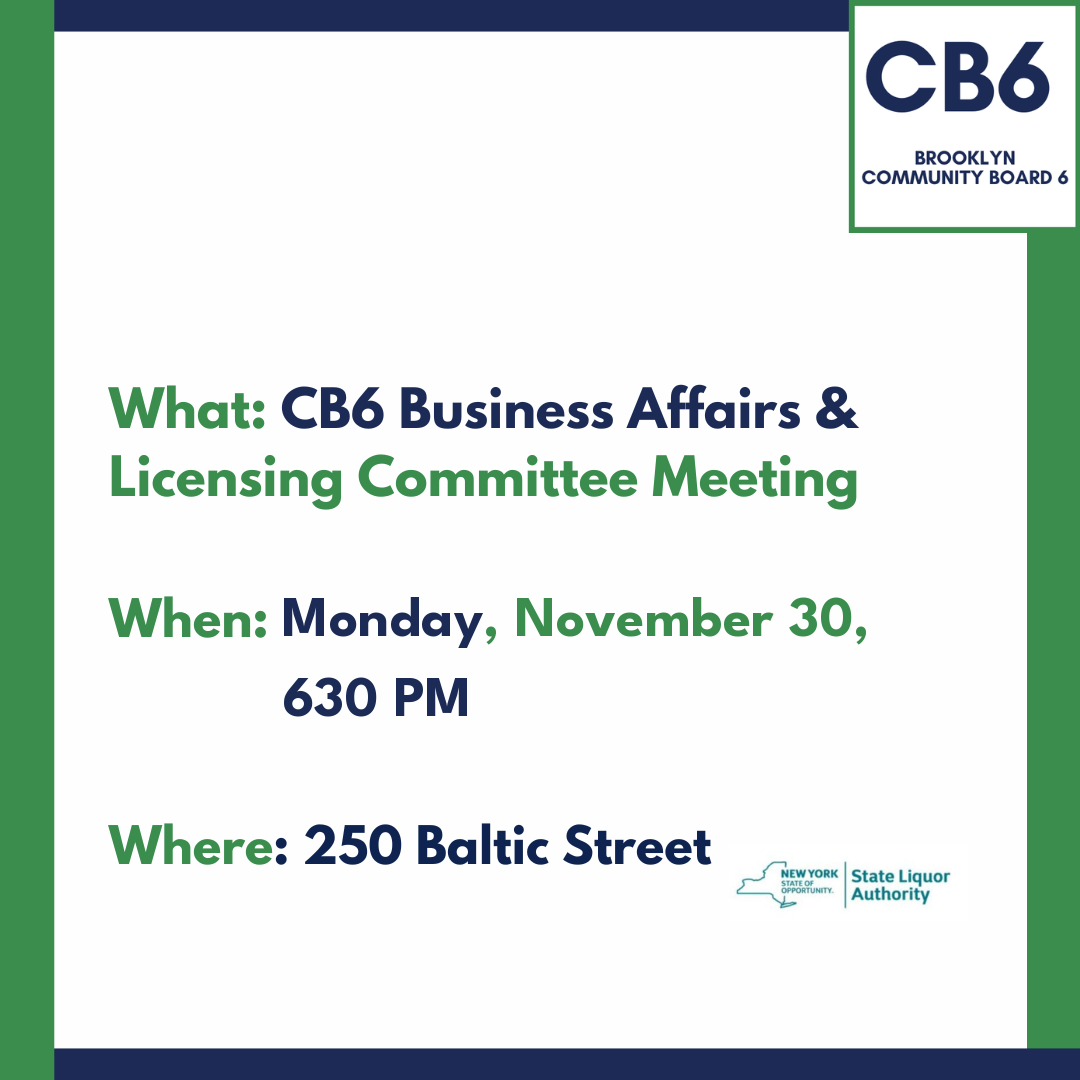 CB6
BROOKLYN
COMMUNITY BOARD 6
What: CB6 Business Affairs &
Licensing Committee Meeting
When: Monday, November 30,
630 PM
Where: 250 Baltic Street
NEW YORK
STATE OF
OPPORTUNITY.
State Liquor
Authority